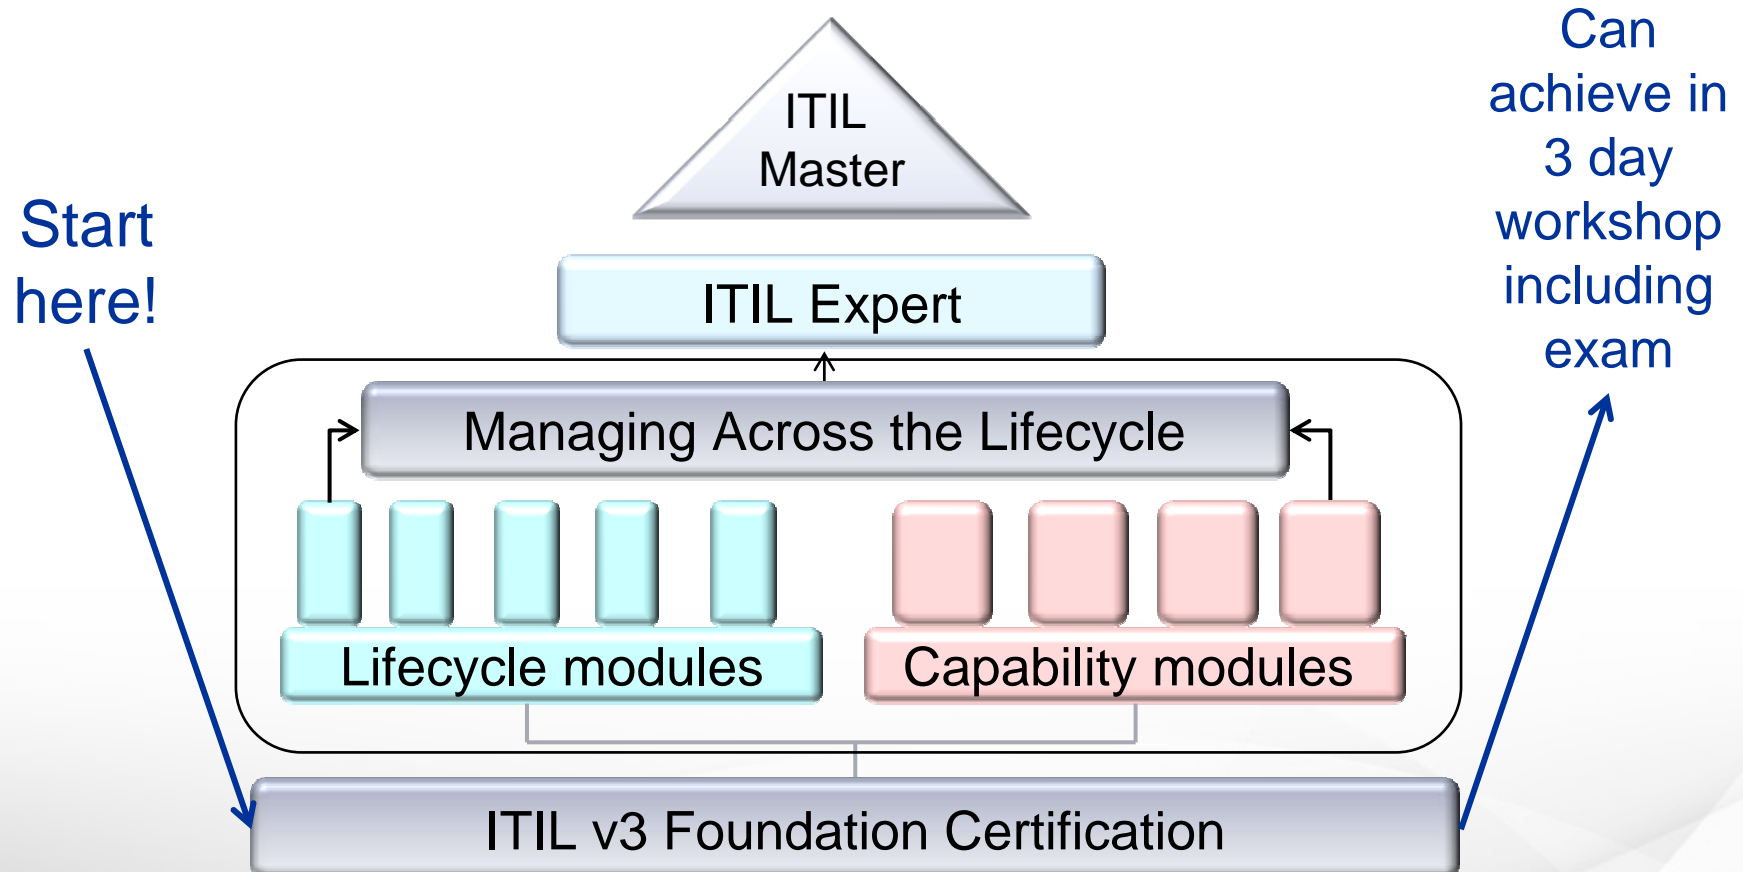 Start
here!
ITIL
Master
ITIL Expert
Managing Across the Lifecycle
Lifecycle modules
Capability modules
ITIL v3 Foundation Certification
Can
achieve in
3 day
workshop
including
exam